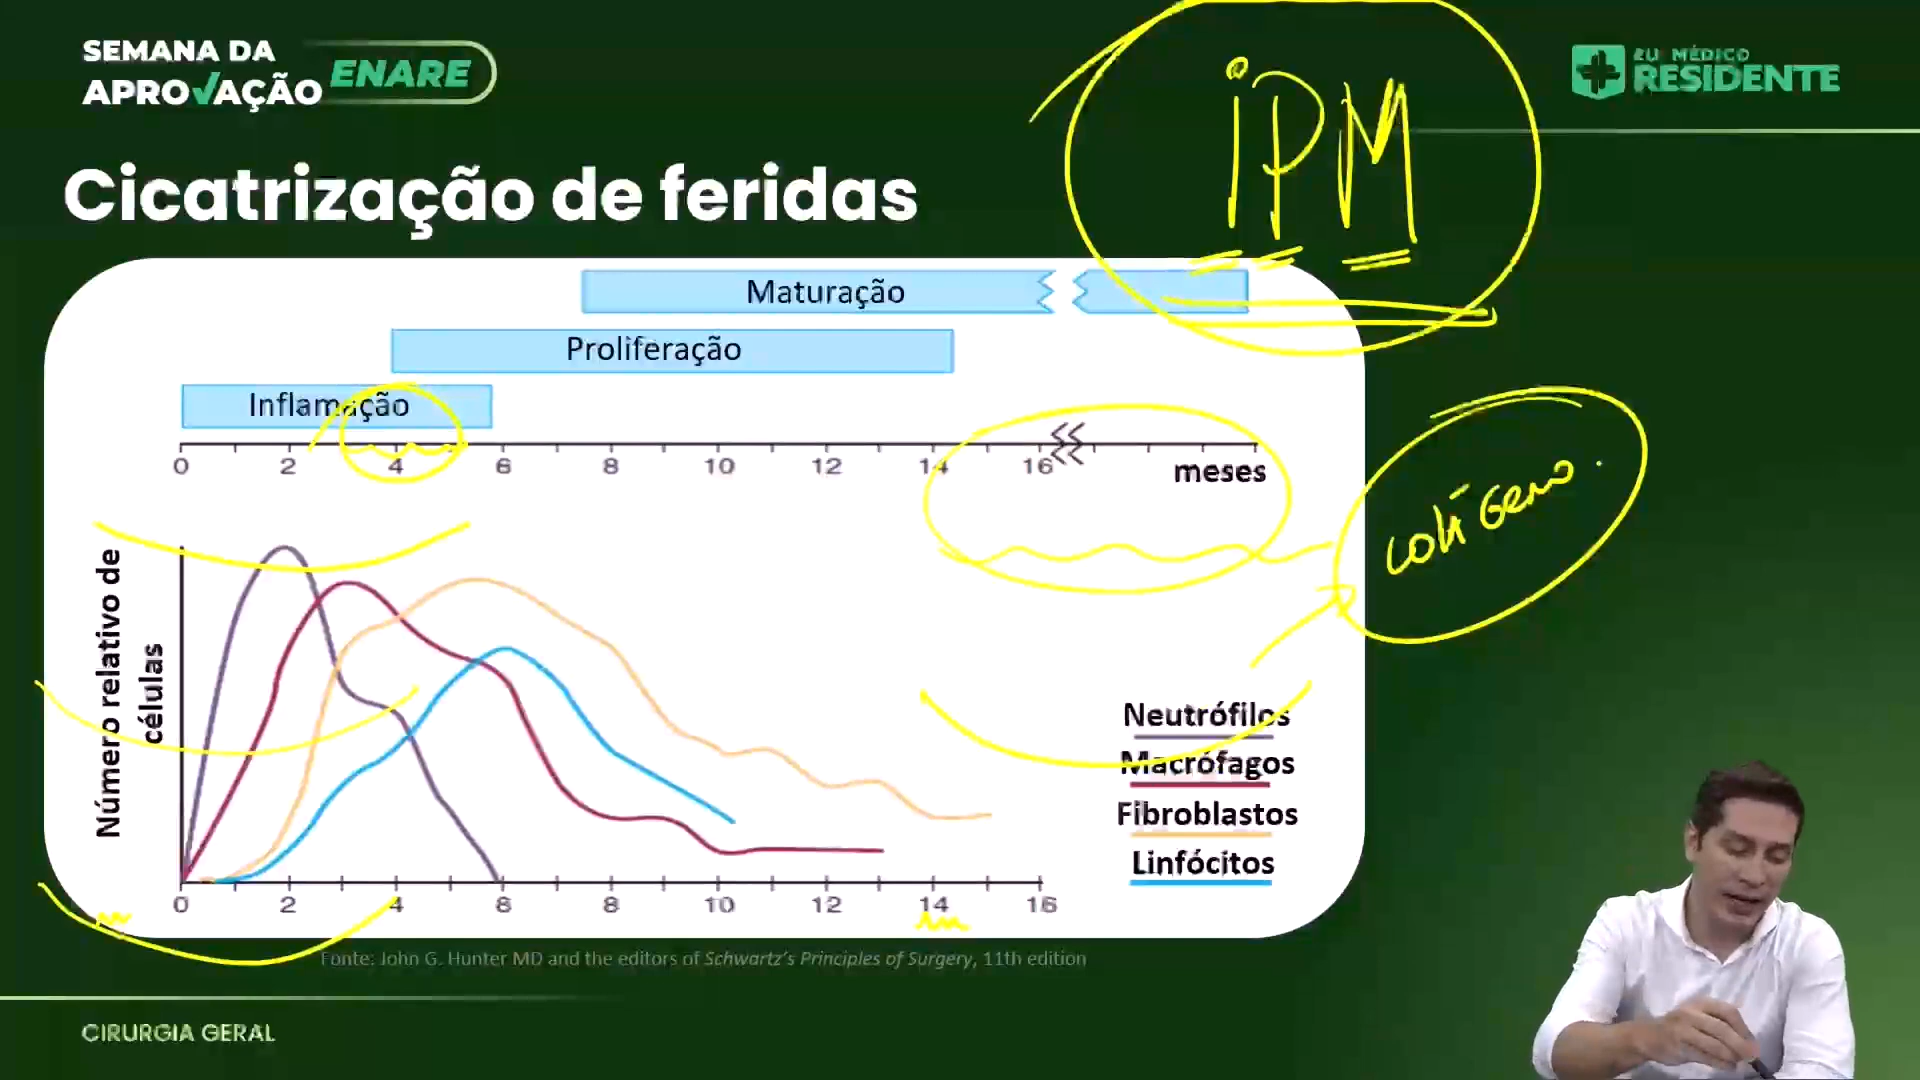 SEMANA DA
APROVAÇÃO ENARE
EU MÉDICO
RESIDENTE
iPM
Cicatrização de feridas
Maturação
Proliferação
Inflamação
0 2 4 6 8 10 12 14 16
meses
colágeno.
Número relativo de
células
Neutrófilos
Macrófagos
Fibroblastos
Linfócitos
0 2 4 6 8 10 12 14 16
Fonte: John G. Hunter MD and the editors of Schwartz's Principles of Surgery, 11th edition
CIRURGIA GERAL